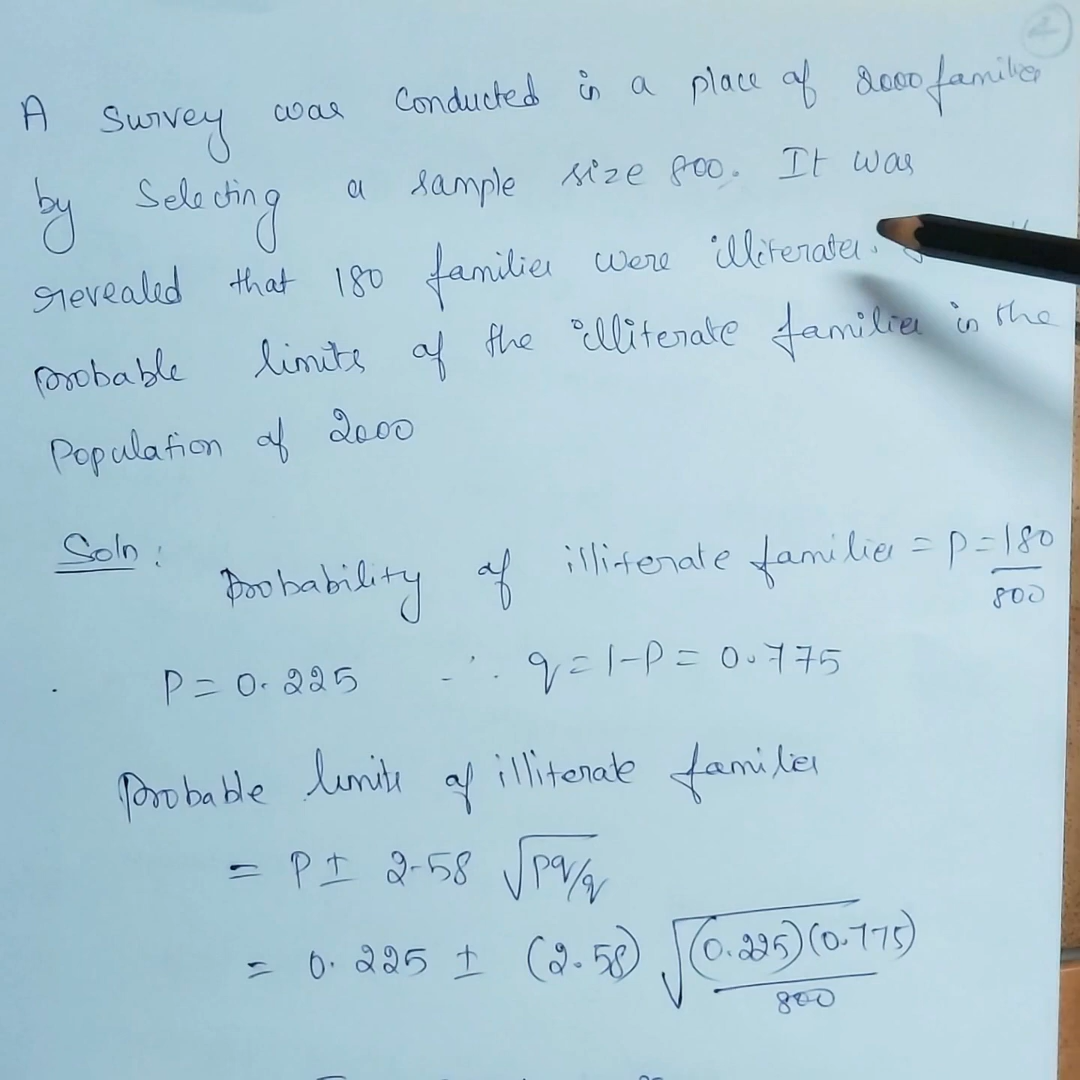 2
A survey was conducted in a place of 2000 families
by selecting a sample size 800. It was
revealed that 180 families were illiterates.
probable limits of the illiterate families in the
Population of 2000
Soln: Probability of illiterate families = p = 180/800
P = 0.225 ∴ q = 1-P = 0.775
Probable limits of illiterate families
= P ± 2.58 √pq/n
= 0.225 ± (2.58) √(0.225)(0.775)/800